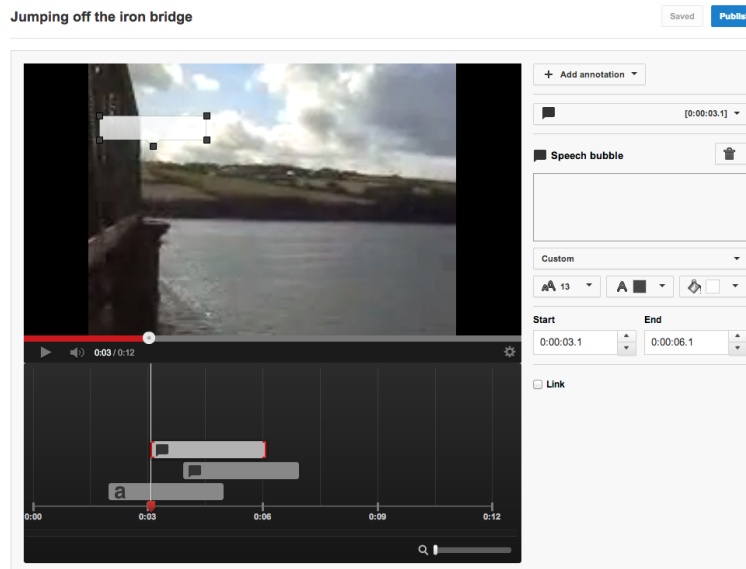 Jumping off the iron bridge
Saved
Publis
+ Add annotation
[0:00:03.1]
Speech bubble
Custom
AA 13
A
Start
End
0:00:03.1
0:00:06.1
0:03 / 0:12
Link
a
0:00
0:03
0:06
0:09
0:12